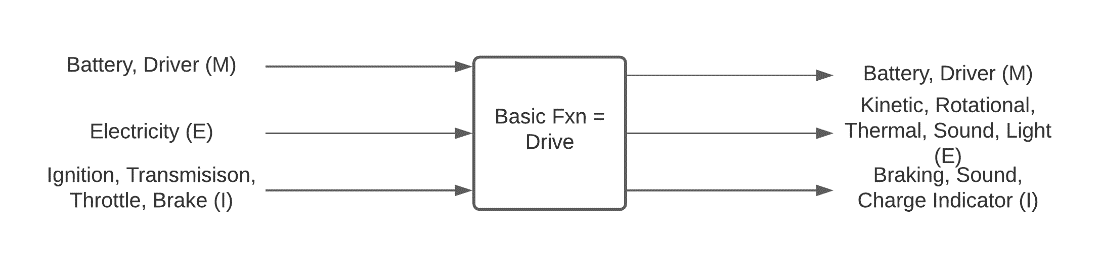 Battery, Driver (M)
Electricity (E)
Ignition, Transmisison,
Throttle, Brake (I)
Basic Fxn =
Drive
Battery, Driver (M)
Kinetic, Rotational,
Thermal, Sound, Light
(E)
Braking, Sound,
Charge Indicator (I)